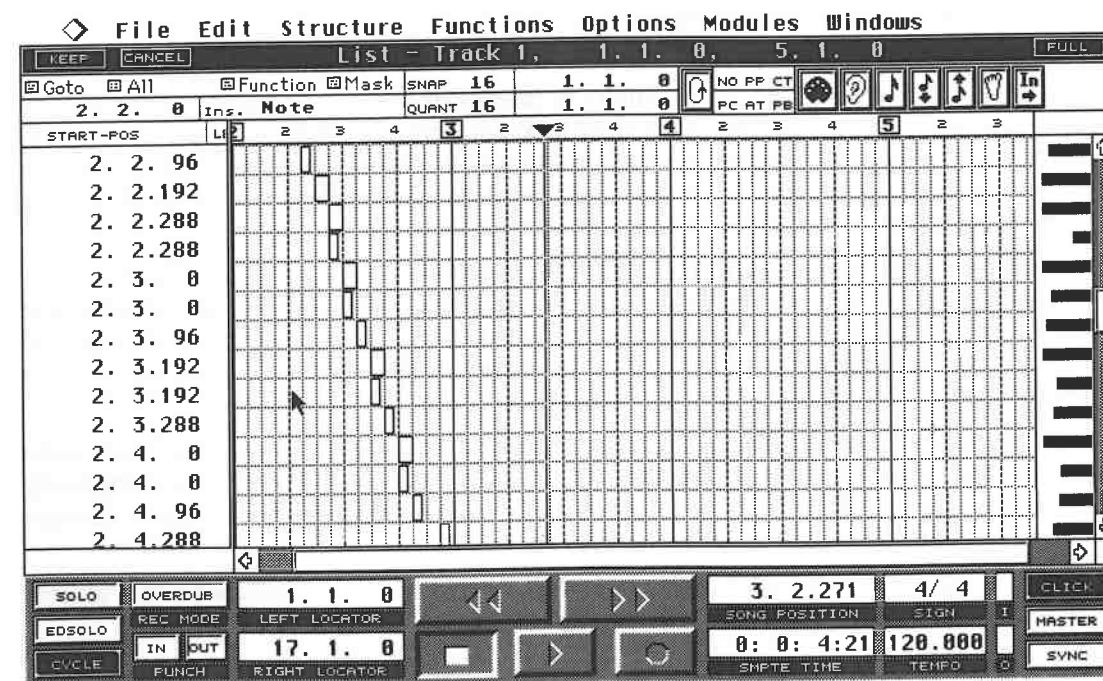 File Edit Structure Functions Options Modules Windows
KEEP CANCEL List - Track 1, 1. 1. 0, 5. 1. 0 FULL
Goto All Function Mask SNAP 16 1. 1. 0 NO PP CT In
2. 2. 0 Ins. Note QUANT 16 1. 1. 0 PC AT PB
START-POS 2 3 4 3 2 3 4 4 2 3 4 5 2 3
2. 2. 96
2. 2.192
2. 2.288
2. 2.288
2. 3. 0
2. 3. 0
2. 3. 96
2. 3.192
2. 3.192
2. 3.288
2. 4. 0
2. 4. 0
2. 4. 96
2. 4.288
SOLO OVERDUB 1. 1. 0 3. 2.271 4/ 4 CLICK
REC MODE LEFT LOCATOR SONG POSITION SIGN I
EDSOLO MASTER
IN OUT 17. 1. 0 0: 0: 4:21 120.000
CYCLE PUNCH RIGHT LOCATOR SMPTE TIME TEMPO O SYNC